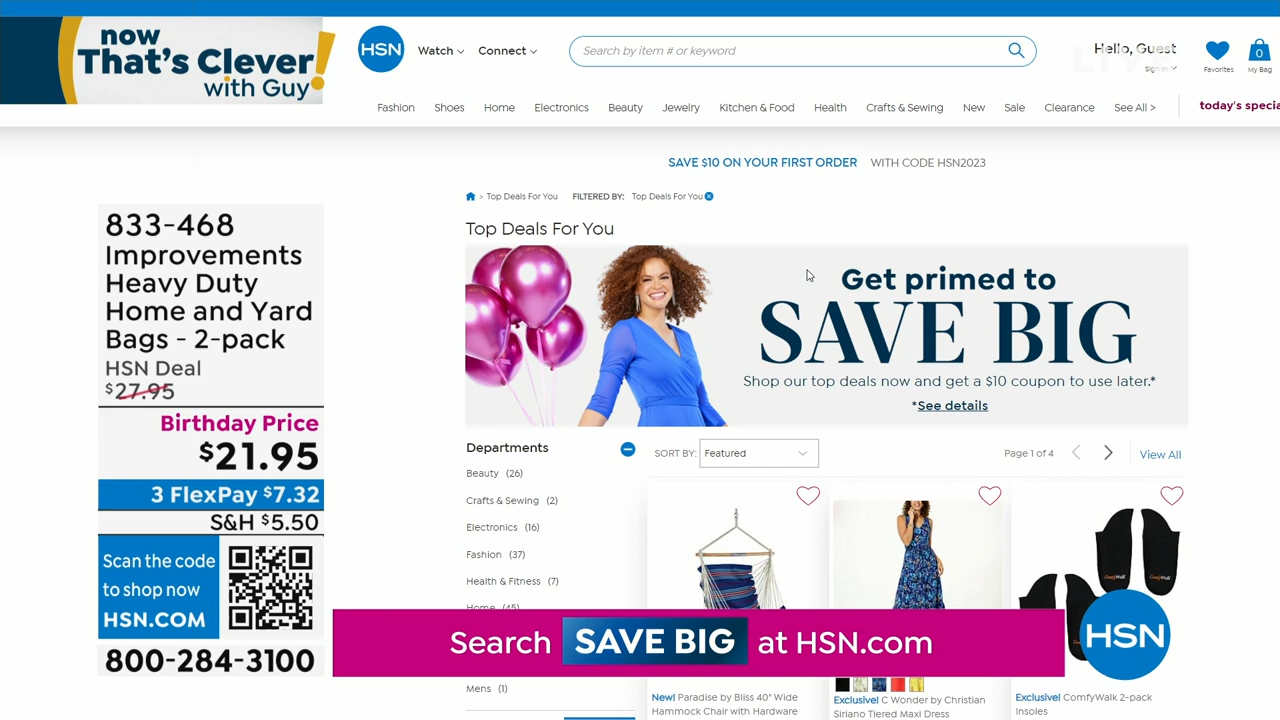 now
That's Clever!
with Guy
HSN
Watch
Connect
Search by item # or keyword
LIVE
Hello, Guest
Sign in
Favorites
0
My Bag
Fashion
Shoes
Home
Electronics
Beauty
Jewelry
Kitchen & Food
Health
Crafts & Sewing
New
Sale
Clearance
See All >
today's specia
SAVE $10 ON YOUR FIRST ORDER WITH CODE HSN2023
> Top Deals For You FILTERED BY: Top Deals For You
Top Deals For You
Get primed to
SAVE BIG
Shop our top deals now and get a $10 coupon to use later.*
*See details
833-468
Improvements
Heavy Duty
Home and Yard
Bags - 2-pack
HSN Deal
$27.95
Birthday Price
$21.95
3 FlexPay $7.32
S&H $5.50
Scan the code
to shop now
HSN.COM
800-284-3100
Departments
Beauty (26)
Crafts & Sewing (2)
Electronics (16)
Fashion (37)
Health & Fitness (7)
Home (45)
Mens (1)
SORT BY: Featured
Page 1 of 4
View All
ComfyWalk
ComfyWalk
New! Paradise by Bliss 40" Wide
Hammock Chair with Hardware
Exclusive! C Wonder by Christian
Siriano Tiered Maxi Dress
Exclusive! ComfyWalk 2-pack
Insoles
Search SAVE BIG at HSN.com
HSN